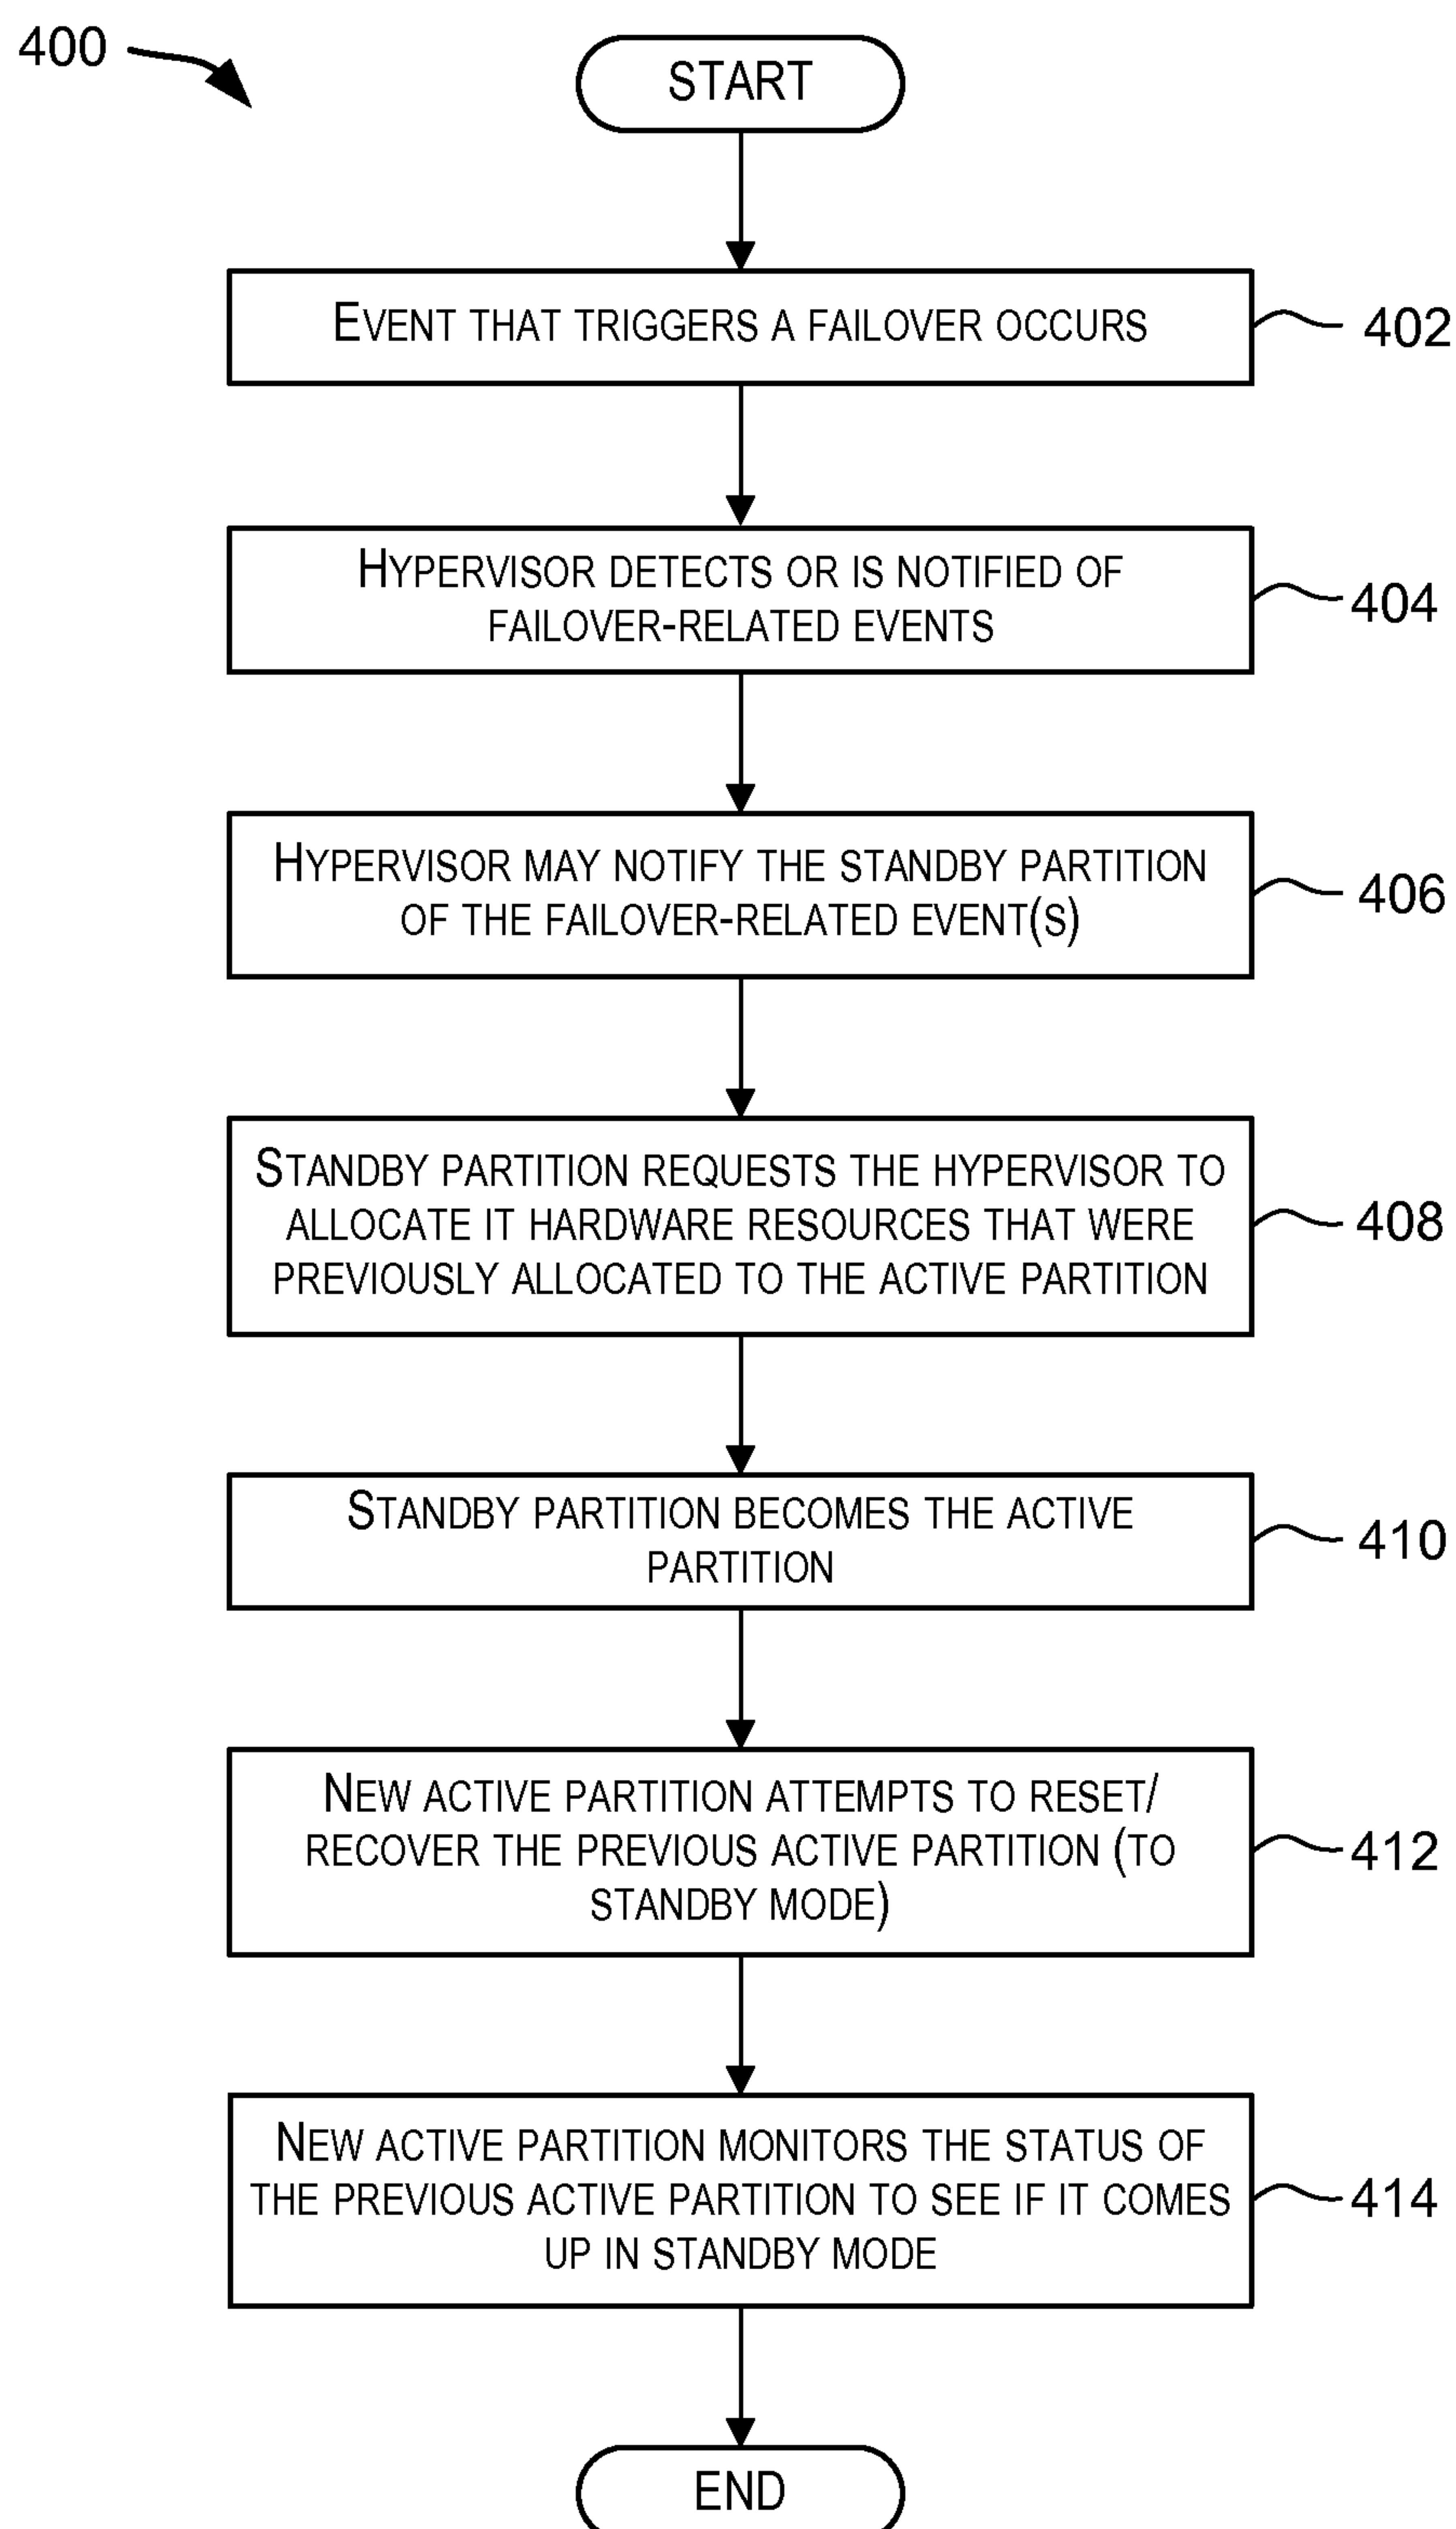 400
START
EVENT THAT TRIGGERS A FAILOVER OCCURS
402
HYPERVISOR DETECTS OR IS NOTIFIED OF
FAILOVER-RELATED EVENTS
404
HYPERVISOR MAY NOTIFY THE STANDBY PARTITION
OF THE FAILOVER-RELATED EVENT(S)
406
STANDBY PARTITION REQUESTS THE HYPERVISOR TO
ALLOCATE IT HARDWARE RESOURCES THAT WERE
PREVIOUSLY ALLOCATED TO THE ACTIVE PARTITION
408
STANDBY PARTITION BECOMES THE ACTIVE
PARTITION
410
NEW ACTIVE PARTITION ATTEMPTS TO RESET/
RECOVER THE PREVIOUS ACTIVE PARTITION (TO
STANDBY MODE)
412
NEW ACTIVE PARTITION MONITORS THE STATUS OF
THE PREVIOUS ACTIVE PARTITION TO SEE IF IT COMES
UP IN STANDBY MODE
414
END